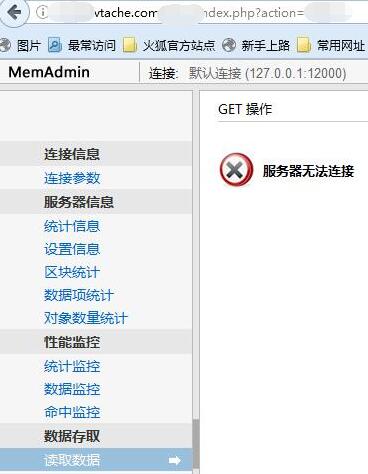 vtache.com index.php?action=
图片 最常访问 火狐官方站点 新手上路 常用网址
MemAdmin 连接: 默认连接 (127.0.0.1:12000)
GET 操作
服务器无法连接
连接信息
连接参数
服务器信息
统计信息
设置信息
区块统计
数据项统计
对象数量统计
性能监控
统计监控
数据监控
命中监控
数据存取
读取数据